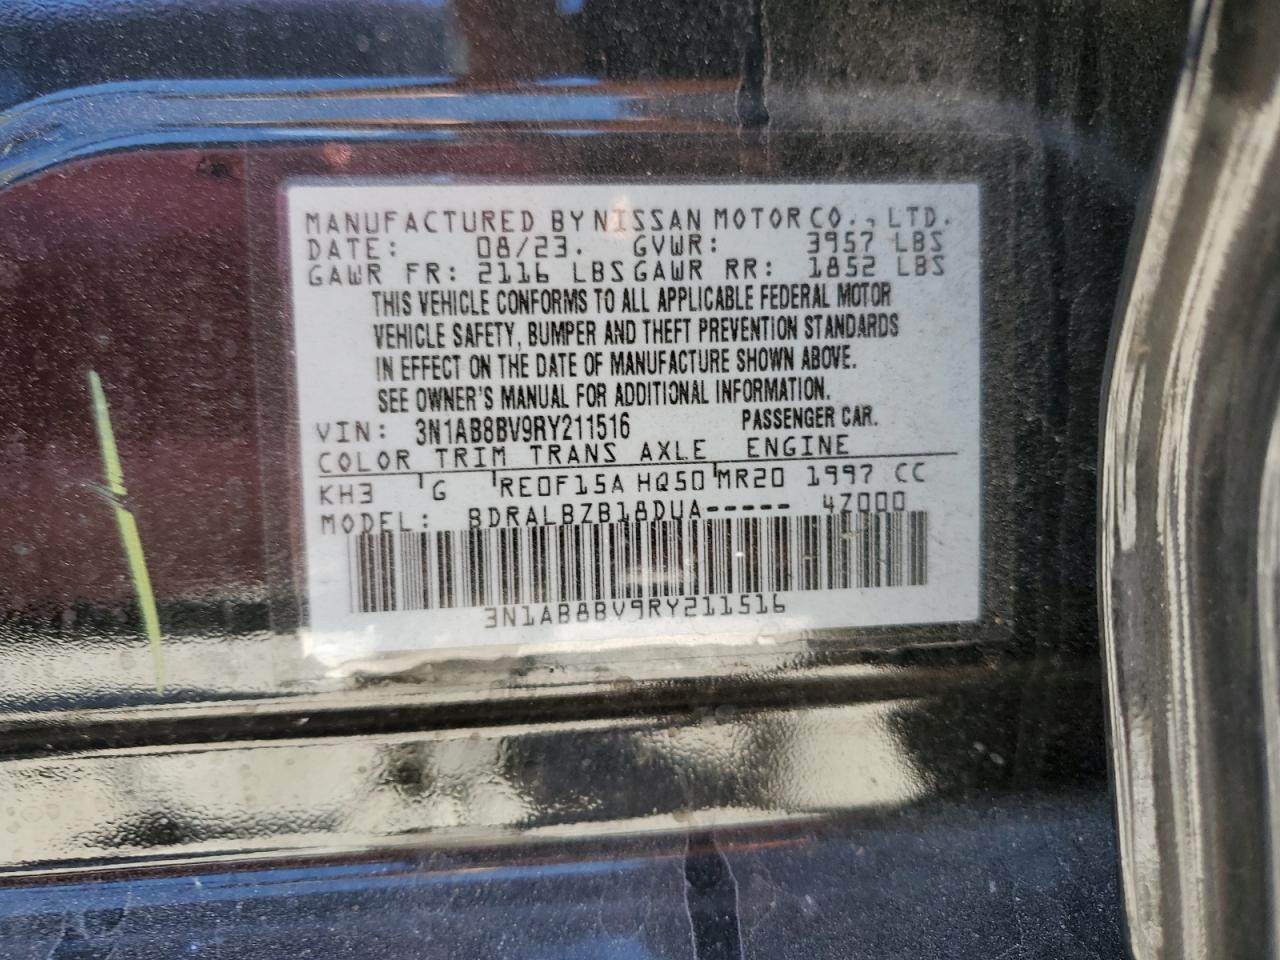 MANUFACTURED BY NISSAN MOTOR CO., LTD.
DATE: 08/23. GVWR: 3957 LBS
GAWR FR: 2116 LBS GAWR RR: 1852 LBS
THIS VEHICLE CONFORMS TO ALL APPLICABLE FEDERAL MOTOR
VEHICLE SAFETY, BUMPER AND THEFT PREVENTION STANDARDS
IN EFFECT ON THE DATE OF MANUFACTURE SHOWN ABOVE.
SEE OWNER'S MANUAL FOR ADDITIONAL INFORMATION.
VIN: 3N1AB8BV9RY211516 PASSENGER CAR.
COLOR TRIM TRANS AXLE ENGINE
KH3 G RE0F15A HQ50 MR20 1997 CC
MODEL: BDRALBZB18DUA----- 4Z000
3N1AB8BV9RY211516